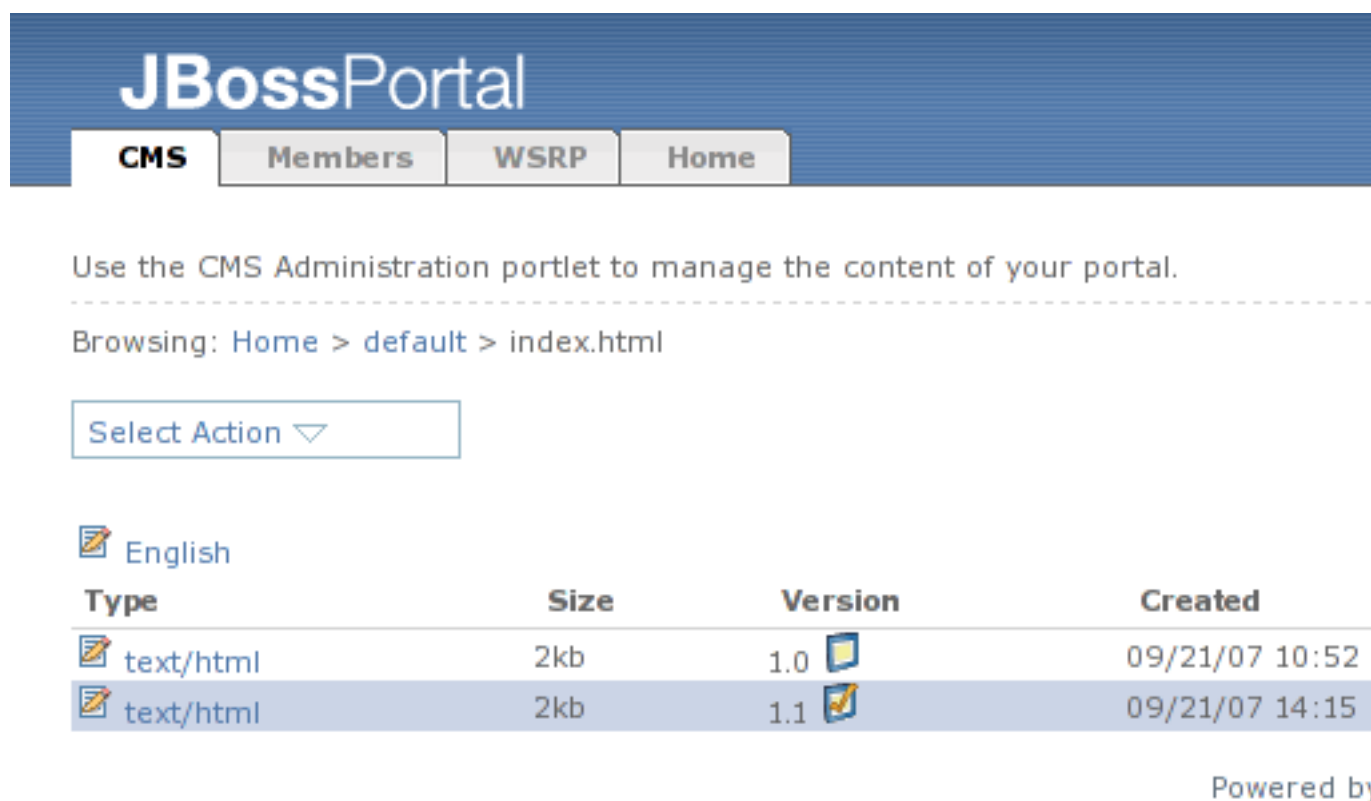 JBossPortal
CMS Members WSRP Home
Use the CMS Administration portlet to manage the content of your portal.
Browsing: Home > default > index.html
Select Action
English
Type Size Version Created
text/html 2kb 1.0 09/21/07 10:52
text/html 2kb 1.1 09/21/07 14:15
Powered by